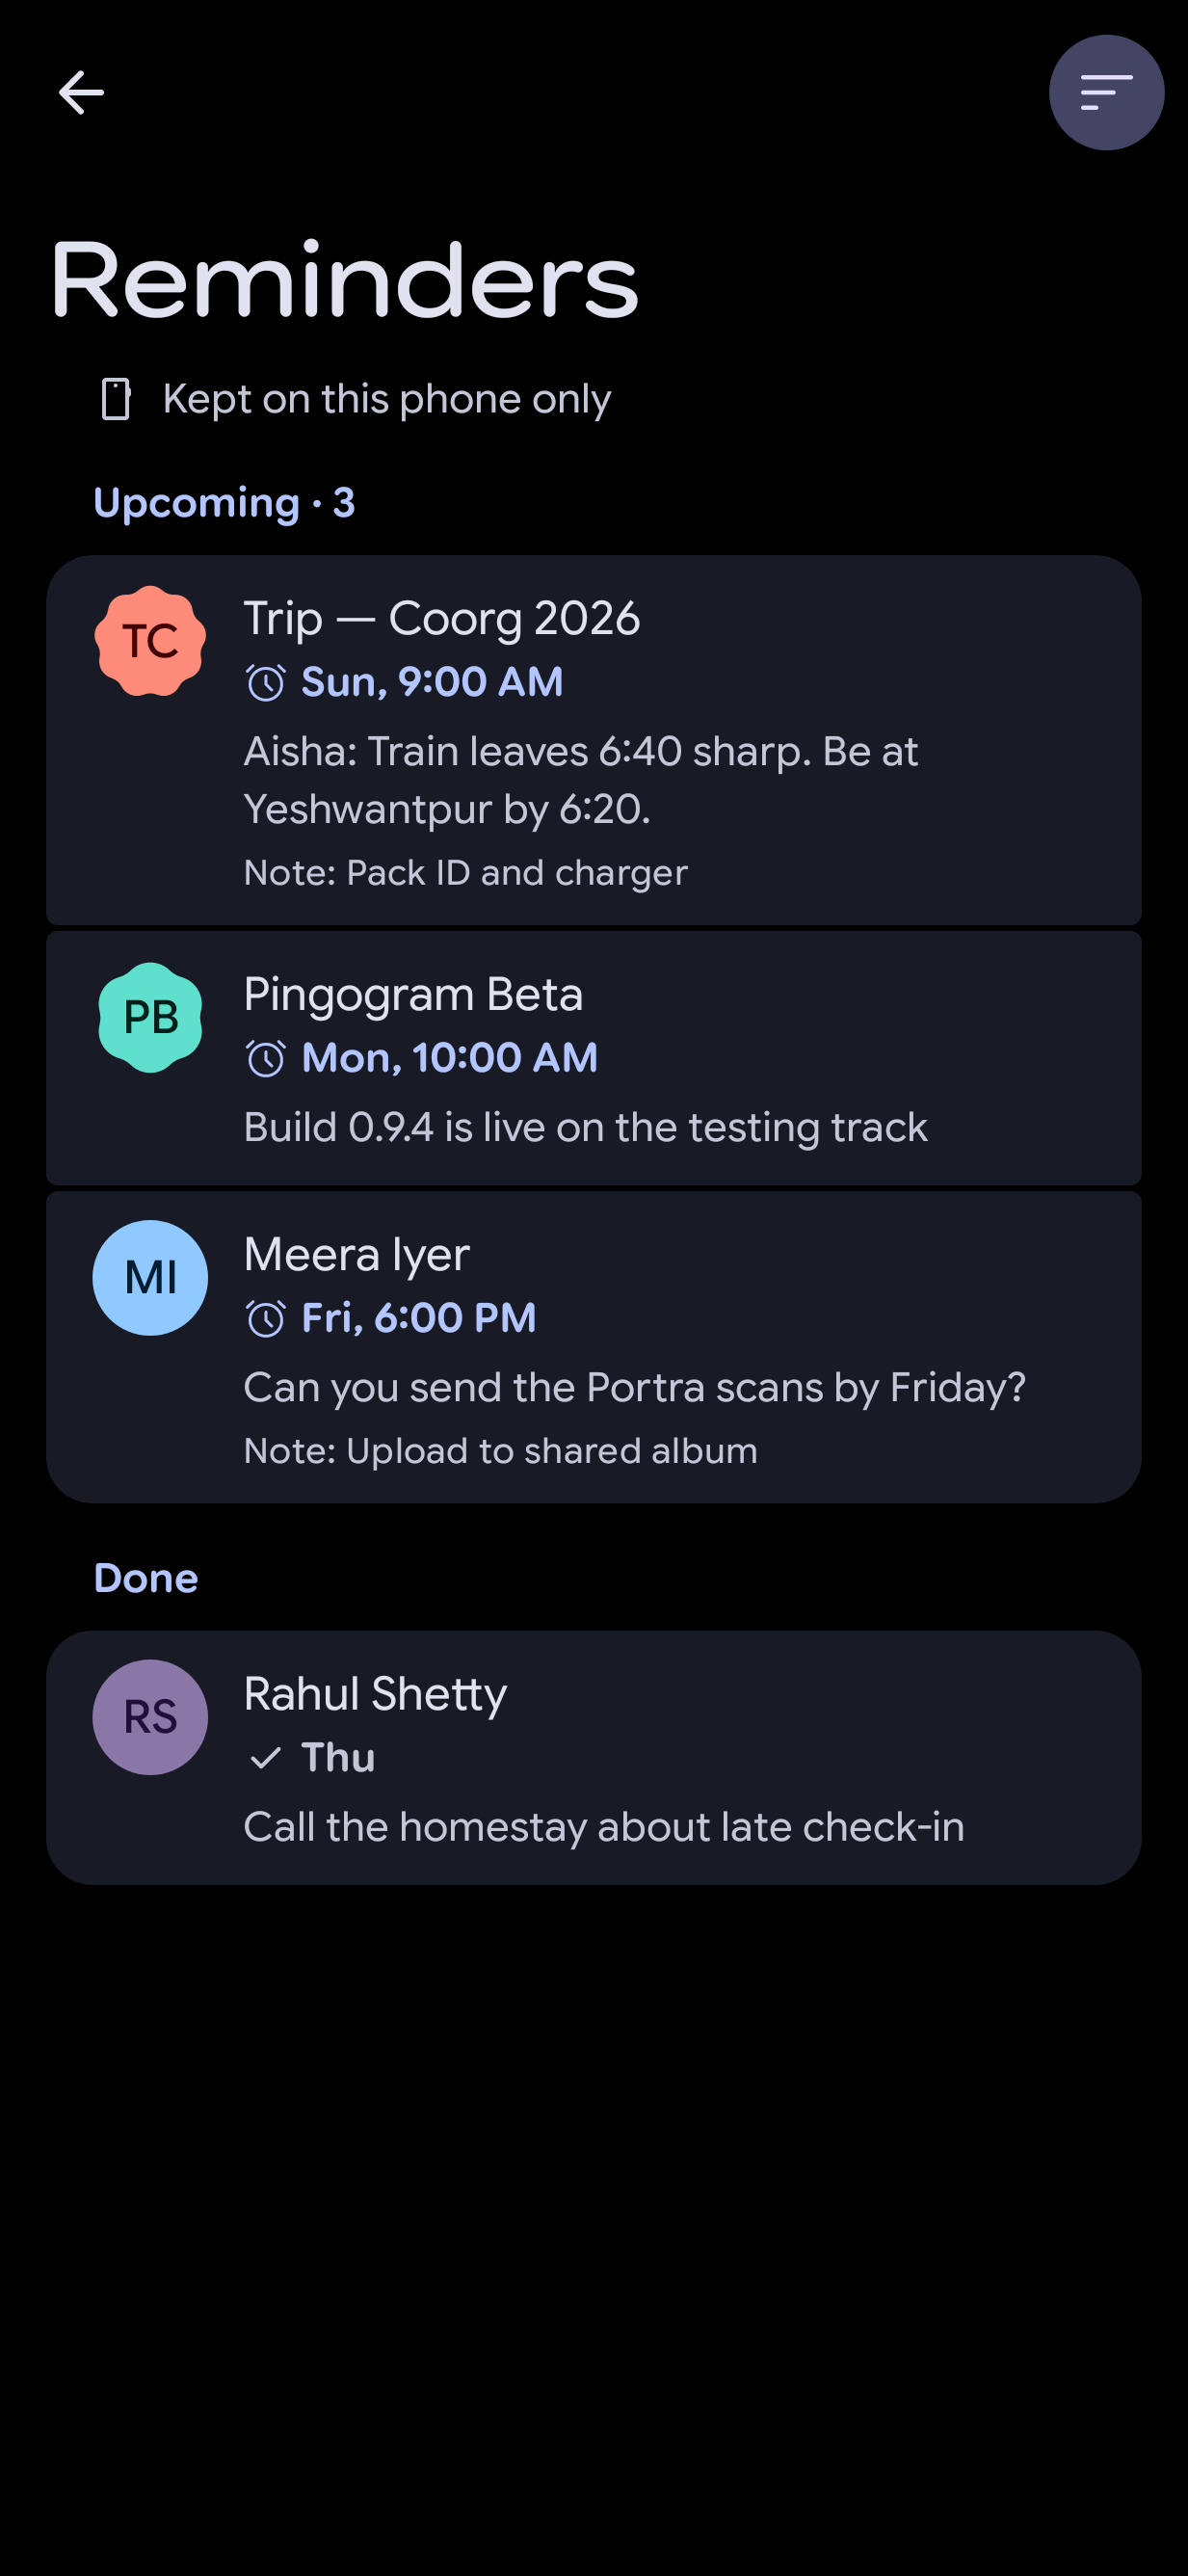 Reminders
Kept on this phone only
Upcoming · 3
TC
Trip — Coorg 2026
Sun, 9:00 AM
Aisha: Train leaves 6:40 sharp. Be at
Yeshwantpur by 6:20.
Note: Pack ID and charger
PB
Pingogram Beta
Mon, 10:00 AM
Build 0.9.4 is live on the testing track
MI
Meera Iyer
Fri, 6:00 PM
Can you send the Portra scans by Friday?
Note: Upload to shared album
Done
RS
Rahul Shetty
Thu
Call the homestay about late check-in